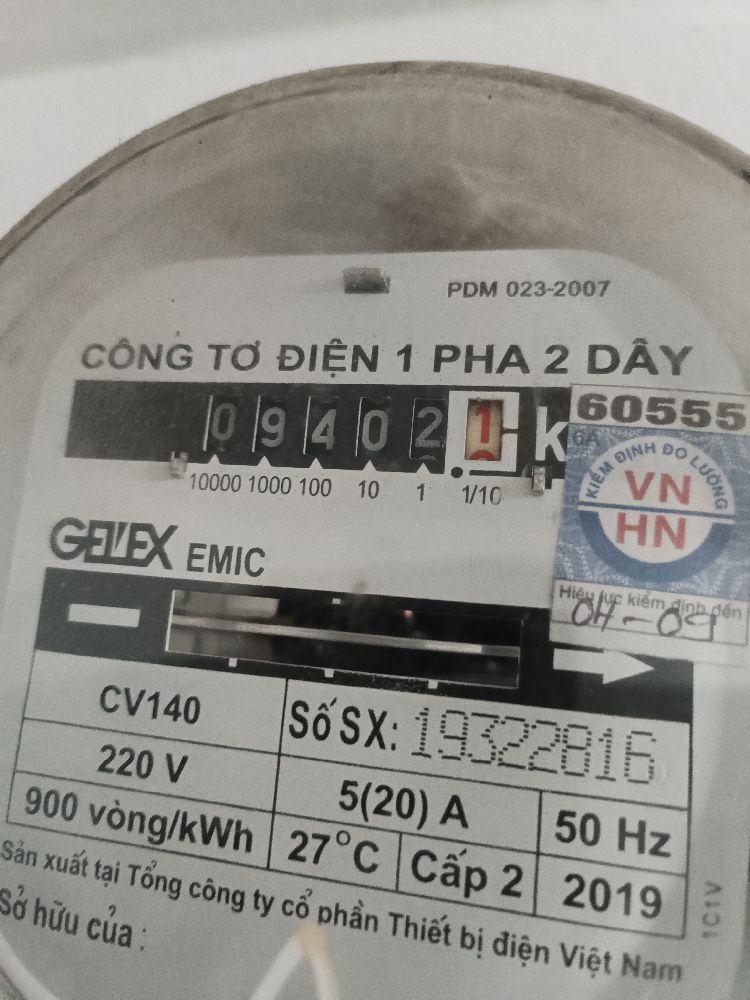 PDM 023-2007
CÔNG TƠ ĐIỆN 1 PHA 2 DÂY
0 9 4 0 2 1 k
10000 1000 100 10 1 1/10
60555
6A
KIỂM ĐỊNH ĐO LƯỜNG
VN
HN
Hiệu lực kiểm định đến
GELEX EMIC
CV140
Số SX: 19322816
220 V
5(20) A
50 Hz
900 vòng/kWh
27°C
Cấp 2
2019
Sản xuất tại Tổng công ty cổ phần Thiết bị điện Việt Nam
Sở hữu của :
1C1V